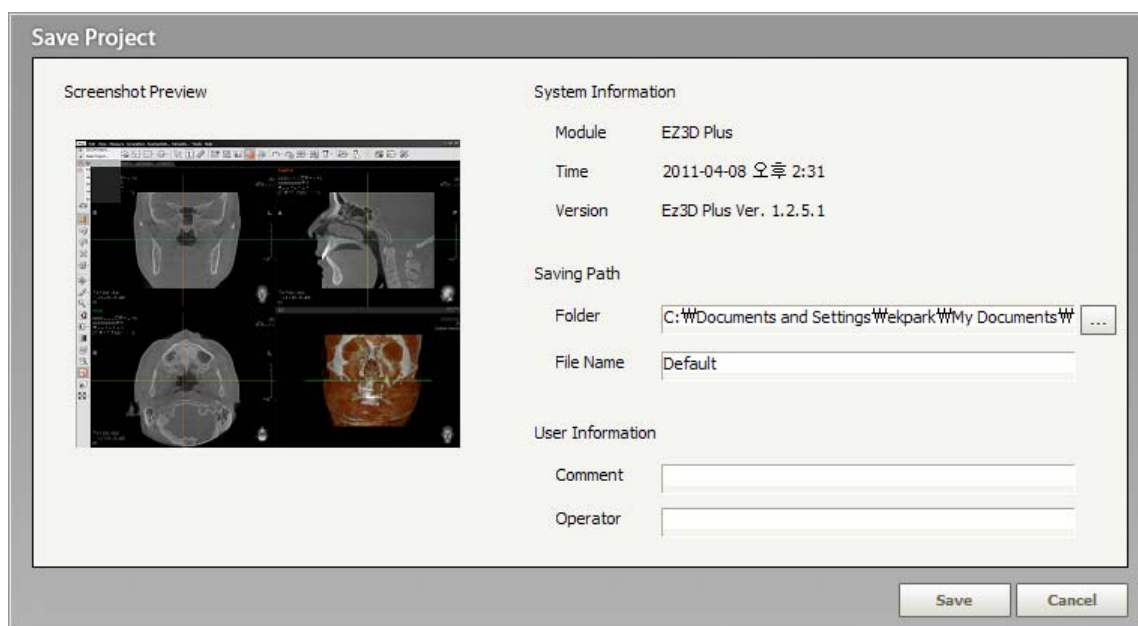 Save Project
Screenshot Preview
System Information
Module EZ3D Plus
Time 2011-04-08 오후 2:31
Version Ez3D Plus Ver. 1.2.5.1
Saving Path
Folder C:₩Documents and Settings₩ekpark₩My Documents₩ ...
File Name Default
User Information
Comment
Operator
Save Cancel